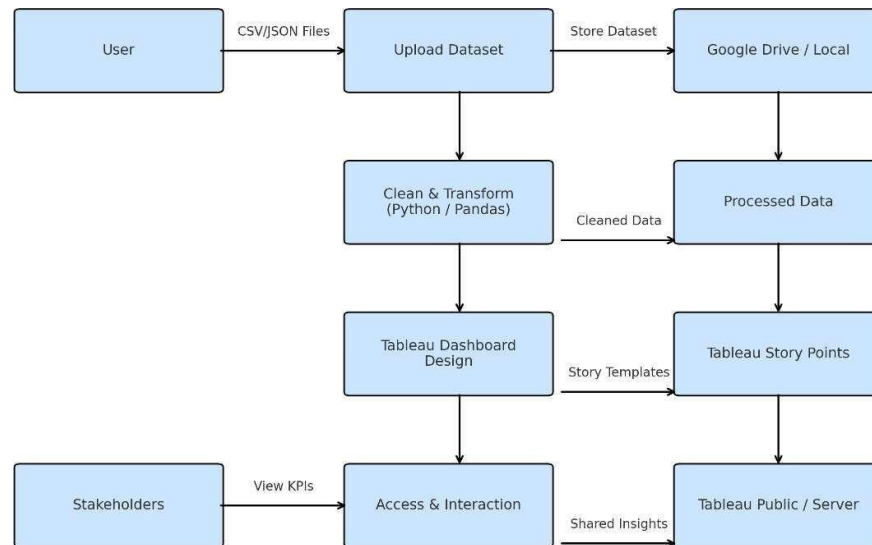 User
CSV/JSON Files
Upload Dataset
Store Dataset
Google Drive / Local
Clean & Transform
(Python / Pandas)
Cleaned Data
Processed Data
Tableau Dashboard
Design
Story Templates
Tableau Story Points
Stakeholders
View KPIs
Access & Interaction
Shared Insights
Tableau Public / Server